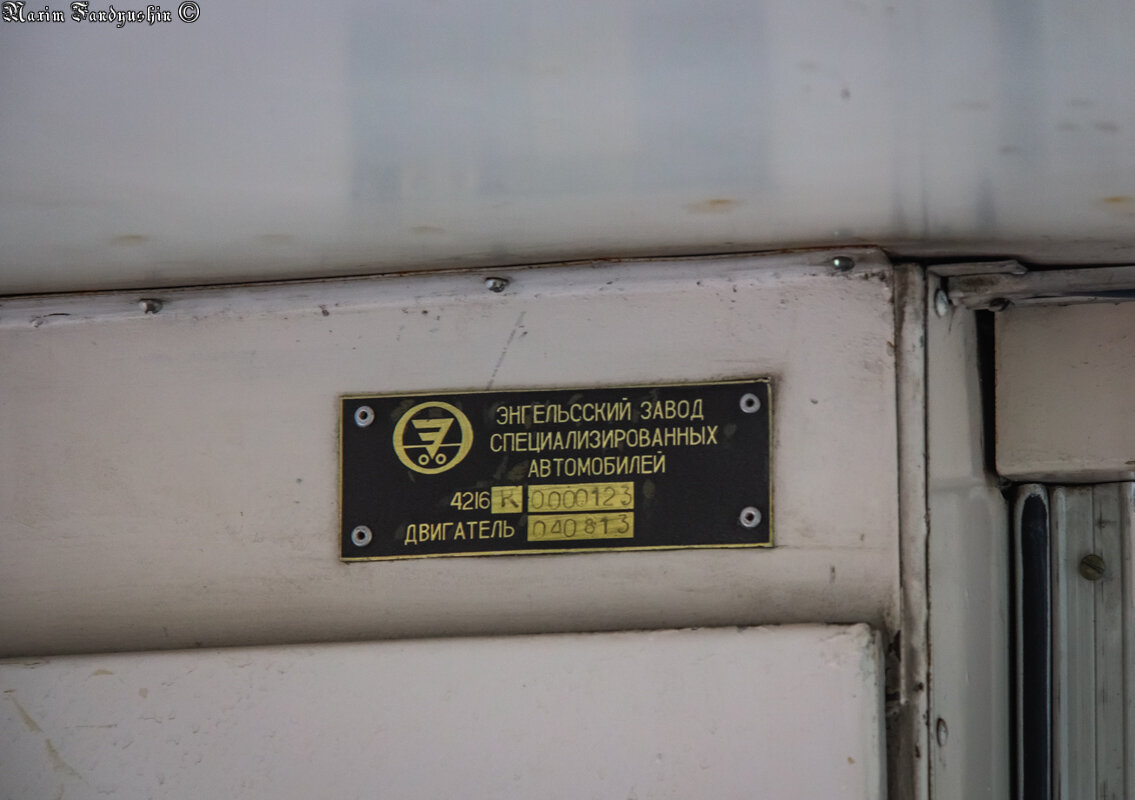 Maxim Fandyushin ©
ЭНГЕЛЬССКИЙ ЗАВОД
СПЕЦИАЛИЗИРОВАННЫХ
АВТОМОБИЛЕЙ
4216 К 0000123
ДВИГАТЕЛЬ 040813